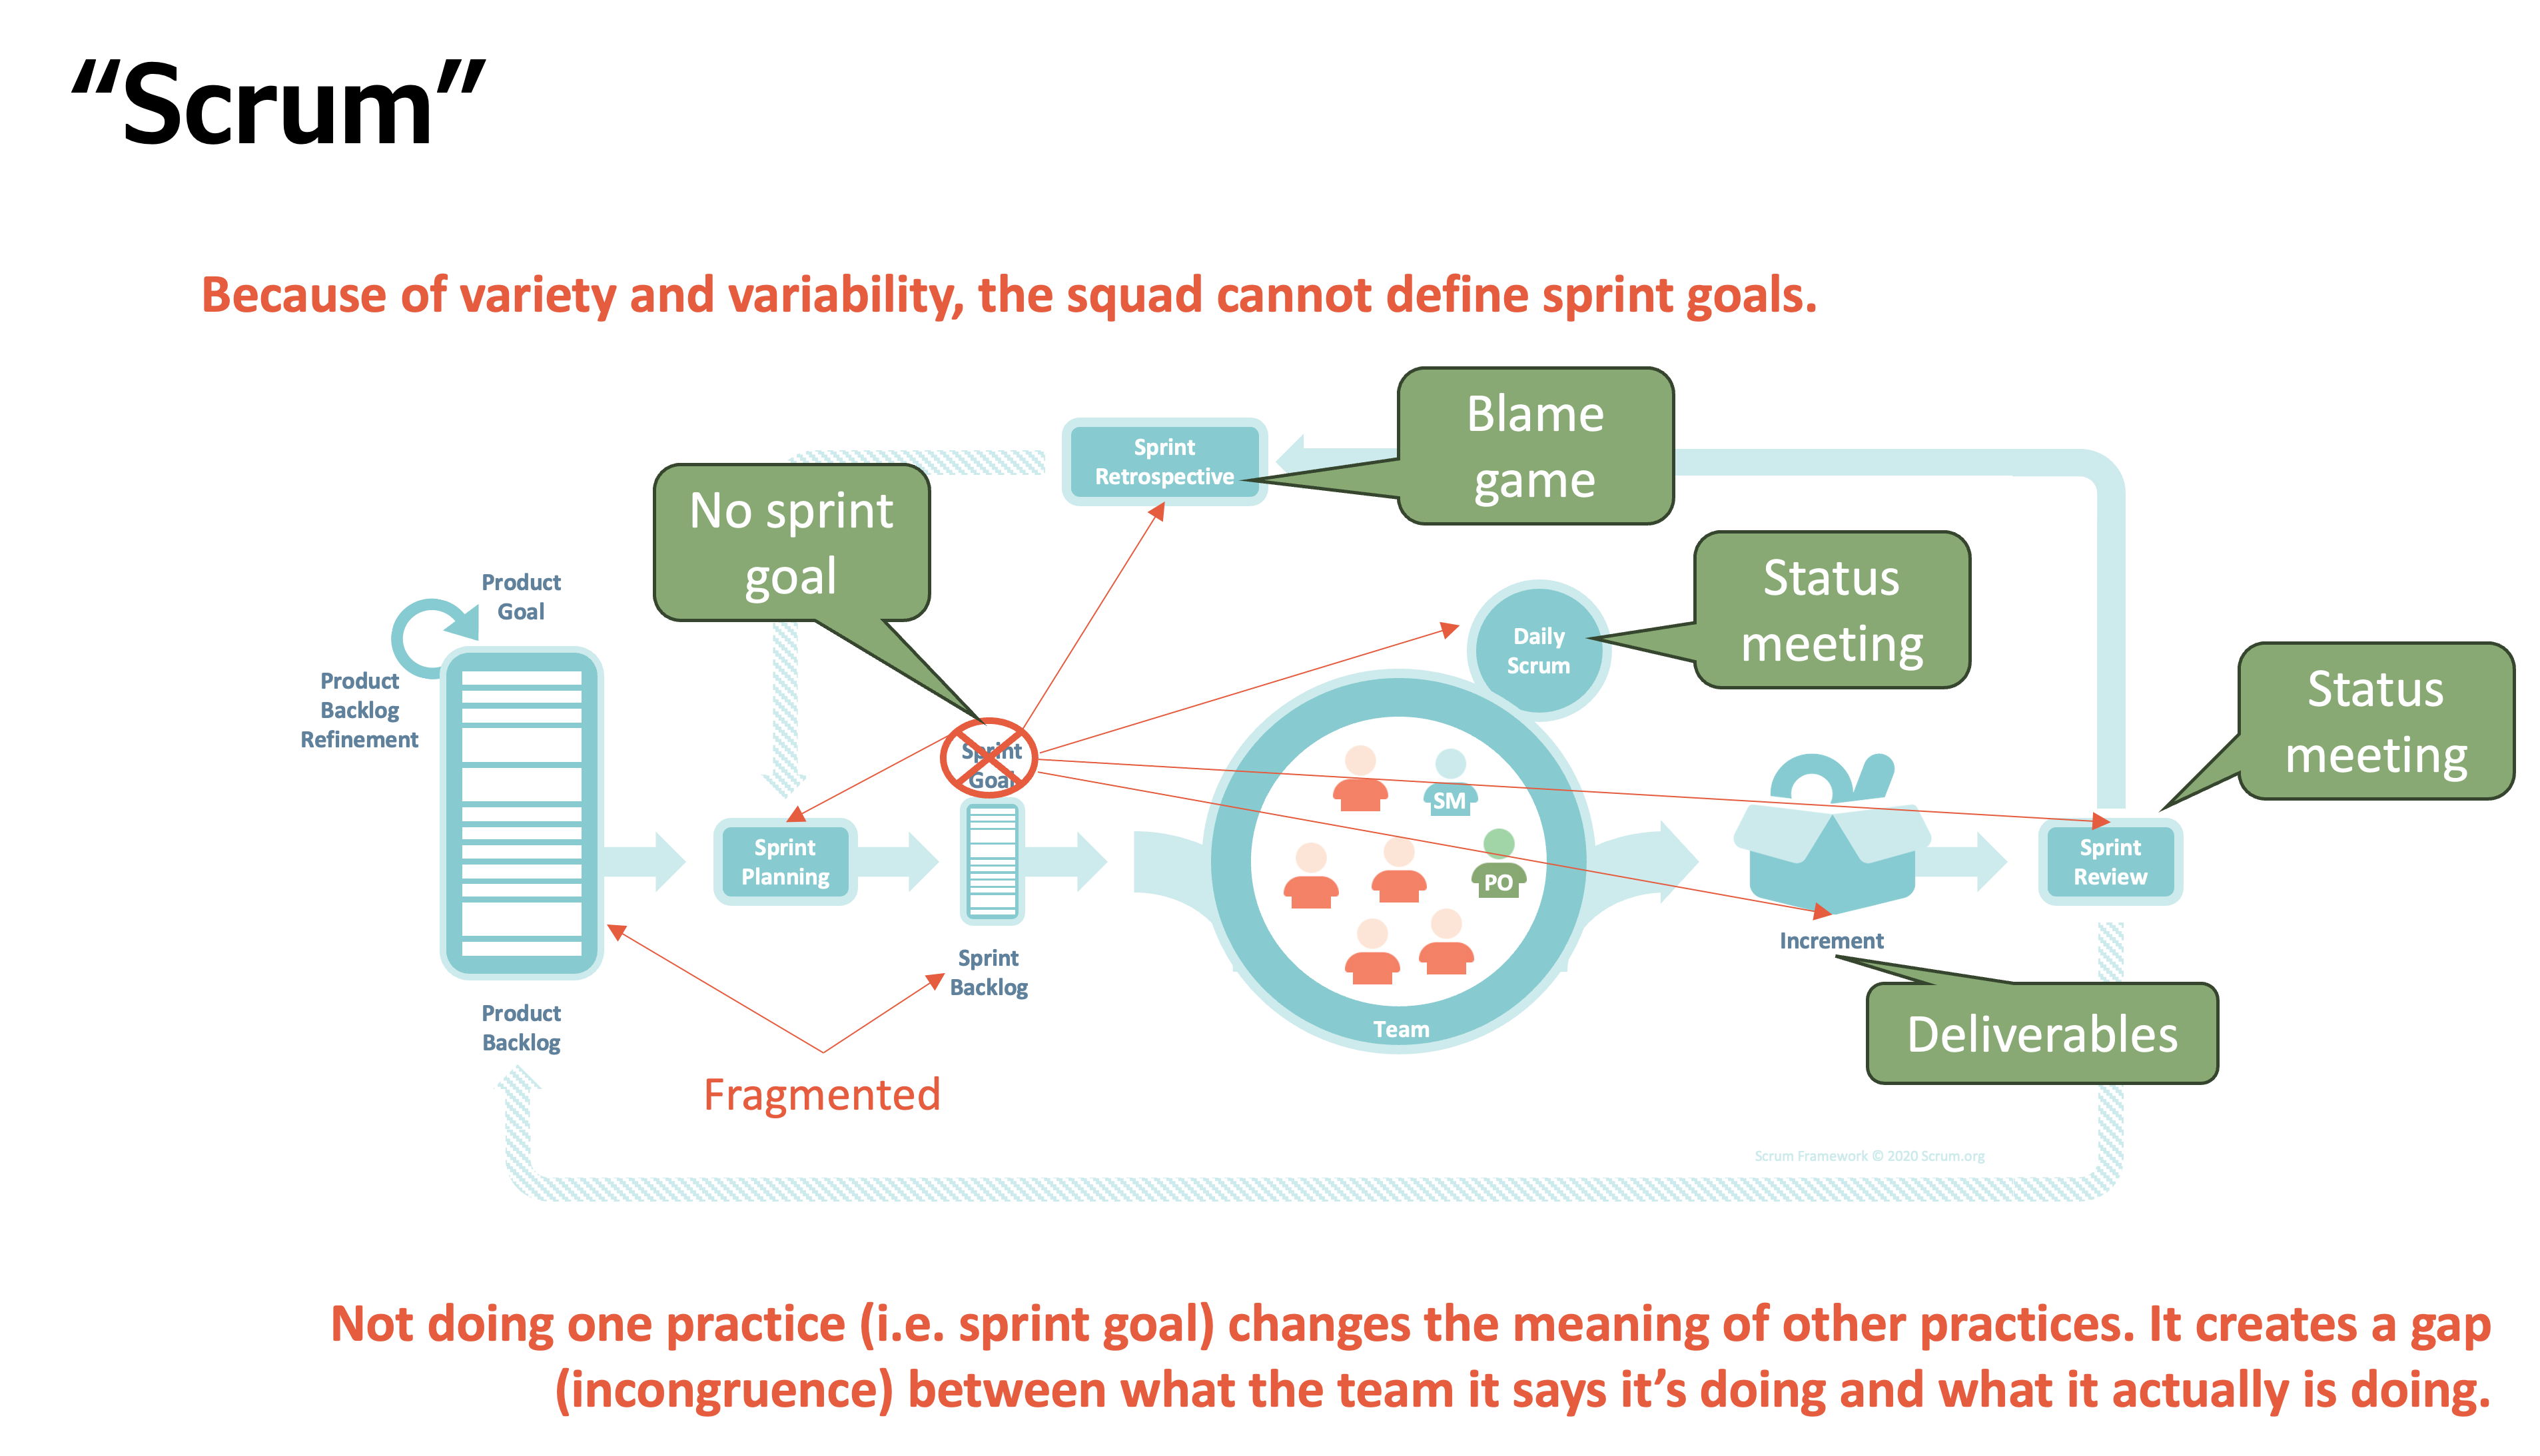 “Scrum”
Because of variety and variability, the squad cannot define sprint goals.
Blame
game
Sprint
Retrospective
No sprint
goal
Status
meeting
Product
Goal
Daily
Scrum
Status
meeting
Product
Backlog
Refinement
Sprint
Goal
SM
Sprint
Planning
PO
Sprint
Review
Increment
Sprint
Backlog
Product
Backlog
Team
Deliverables
Fragmented
Scrum Framework © 2020 Scrum.org
Not doing one practice (i.e. sprint goal) changes the meaning of other practices. It creates a gap
(incongruence) between what the team it says it’s doing and what it actually is doing.